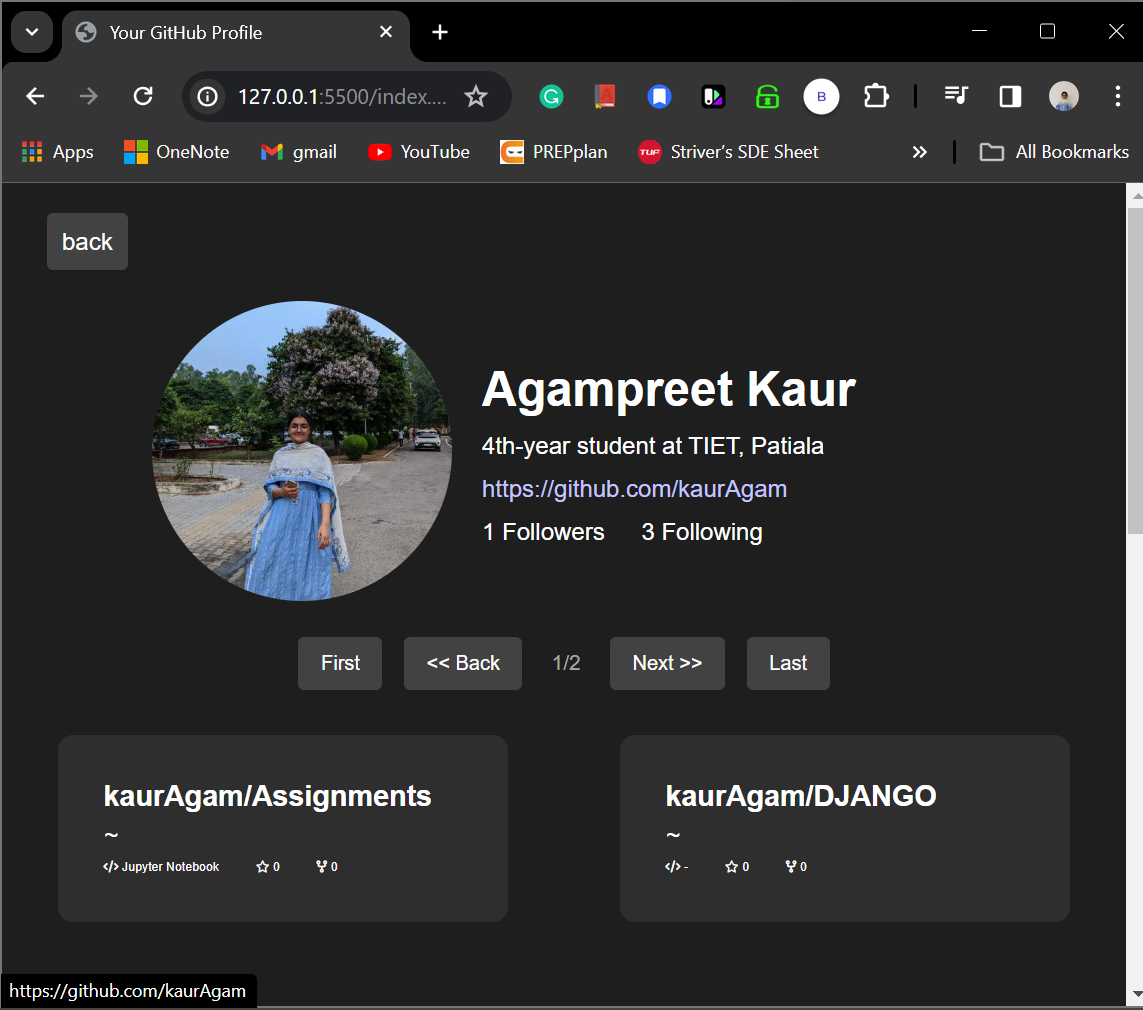 Your GitHub Profile
127.0.0.1:5500/index....
B
Apps
OneNote
gmail
YouTube
PREPplan
TUF
Striver's SDE Sheet
All Bookmarks
back
Agampreet Kaur
4th-year student at TIET, Patiala
https://github.com/kaurAgam
1 Followers 3 Following
First << Back 1/2 Next >> Last
kaurAgam/Assignments
~
</> Jupyter Notebook 0 0
kaurAgam/DJANGO
~
</> - 0 0
https://github.com/kaurAgam